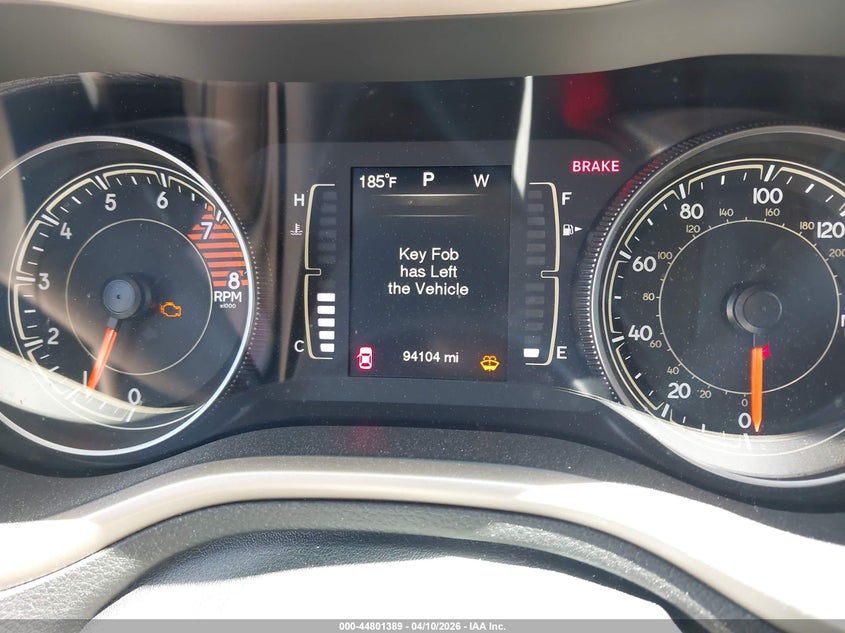 185°F P W
BRAKE
H
F
Key Fob
has Left
the Vehicle
C
94104 mi
E
0
1
2
3
4
5
6
7
8
RPM
x1000
0
20
40
60
80
100
120
0
20
40
60
80
100
120
140
160
180
200
000-44801389 - 04/10/2026 - IAA Inc.